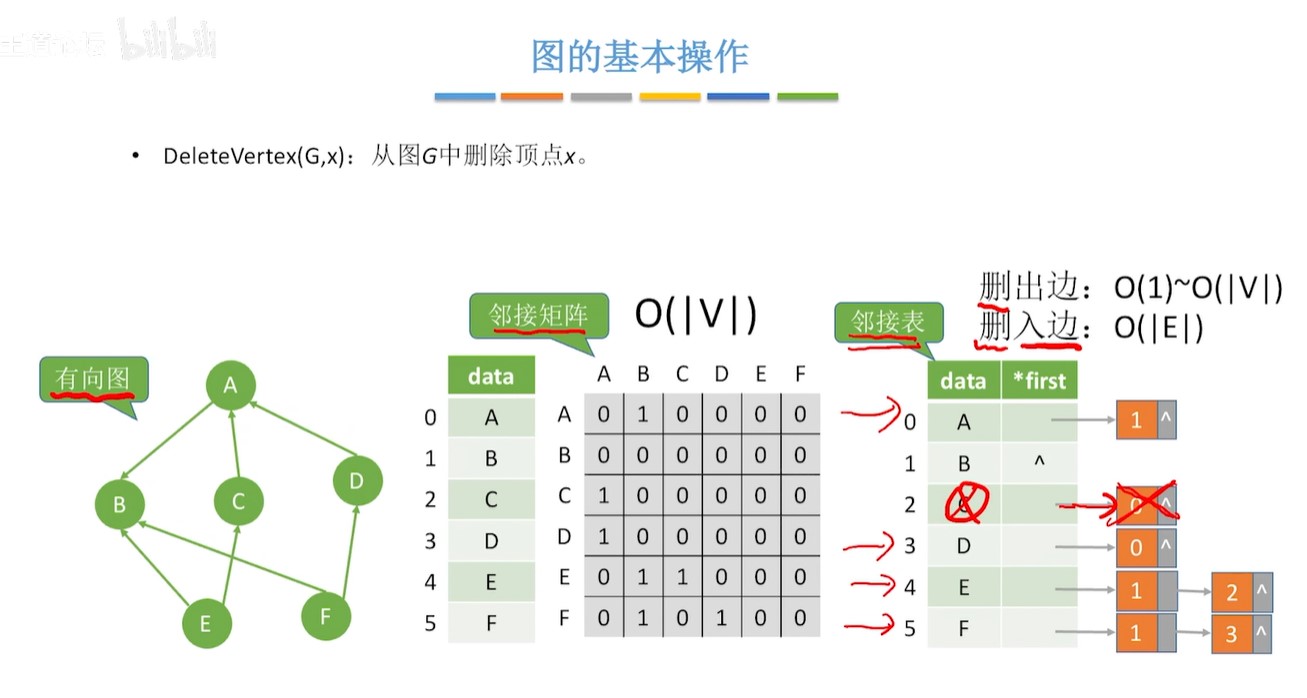 bilibili
图的基本操作
• DeleteVertex(G,x)：从图G中删除顶点x。
删出边：O(1)~O(|V|)
删入边：O(|E|)
邻接矩阵 O(|V|)
邻接表
有向图
A
B
C
D
E
F
data
0 A
1 B
2 C
3 D
4 E
5 F
A B C D E F
A 0 1 0 0 0 0
B 0 0 0 0 0 0
C 1 0 0 0 0 0
D 1 0 0 0 0 0
E 0 1 1 0 0 0
F 0 1 0 1 0 0
data *first
0 A 1 ^
1 B ^
2 C 0 ^
3 D 0 ^
4 E 1 2 ^
5 F 1 3 ^